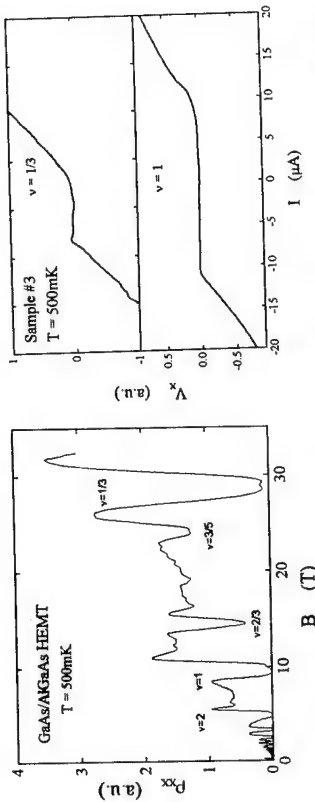 GaAs/AlGaAs HEMT
T = 500mK
ρxx (a.u.)
4
3
2
1
0
ν=2
ν=1
ν=2/3
ν=3/5
ν=1/3
0
10
20
30
B (T)
Sample #3
T = 500mK
ν = 1/3
1
0
-1
ν = 1
0.5
0.0
-0.5
Vx (a.u.)
-20
-15
-10
-5
0
5
10
15
20
I (μA)